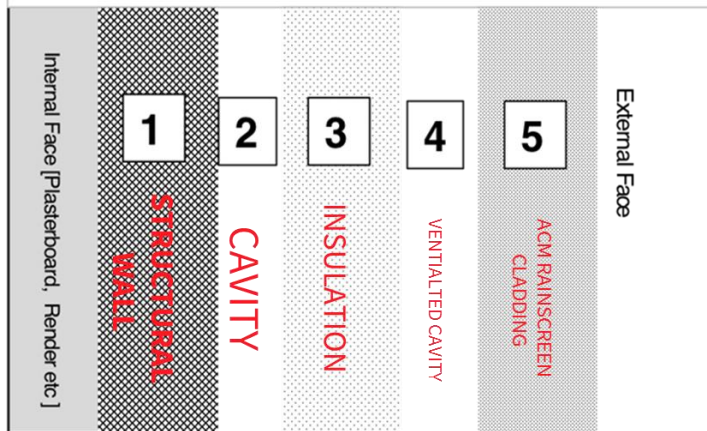 Internal Face [Plasterboard, Render etc ]
1
STRUCTURAL
WALL
2
CAVITY
3
INSULATION
4
VENTIALTED CAVITY
5
ACM RAINSCREEN
CLADDING
External Face